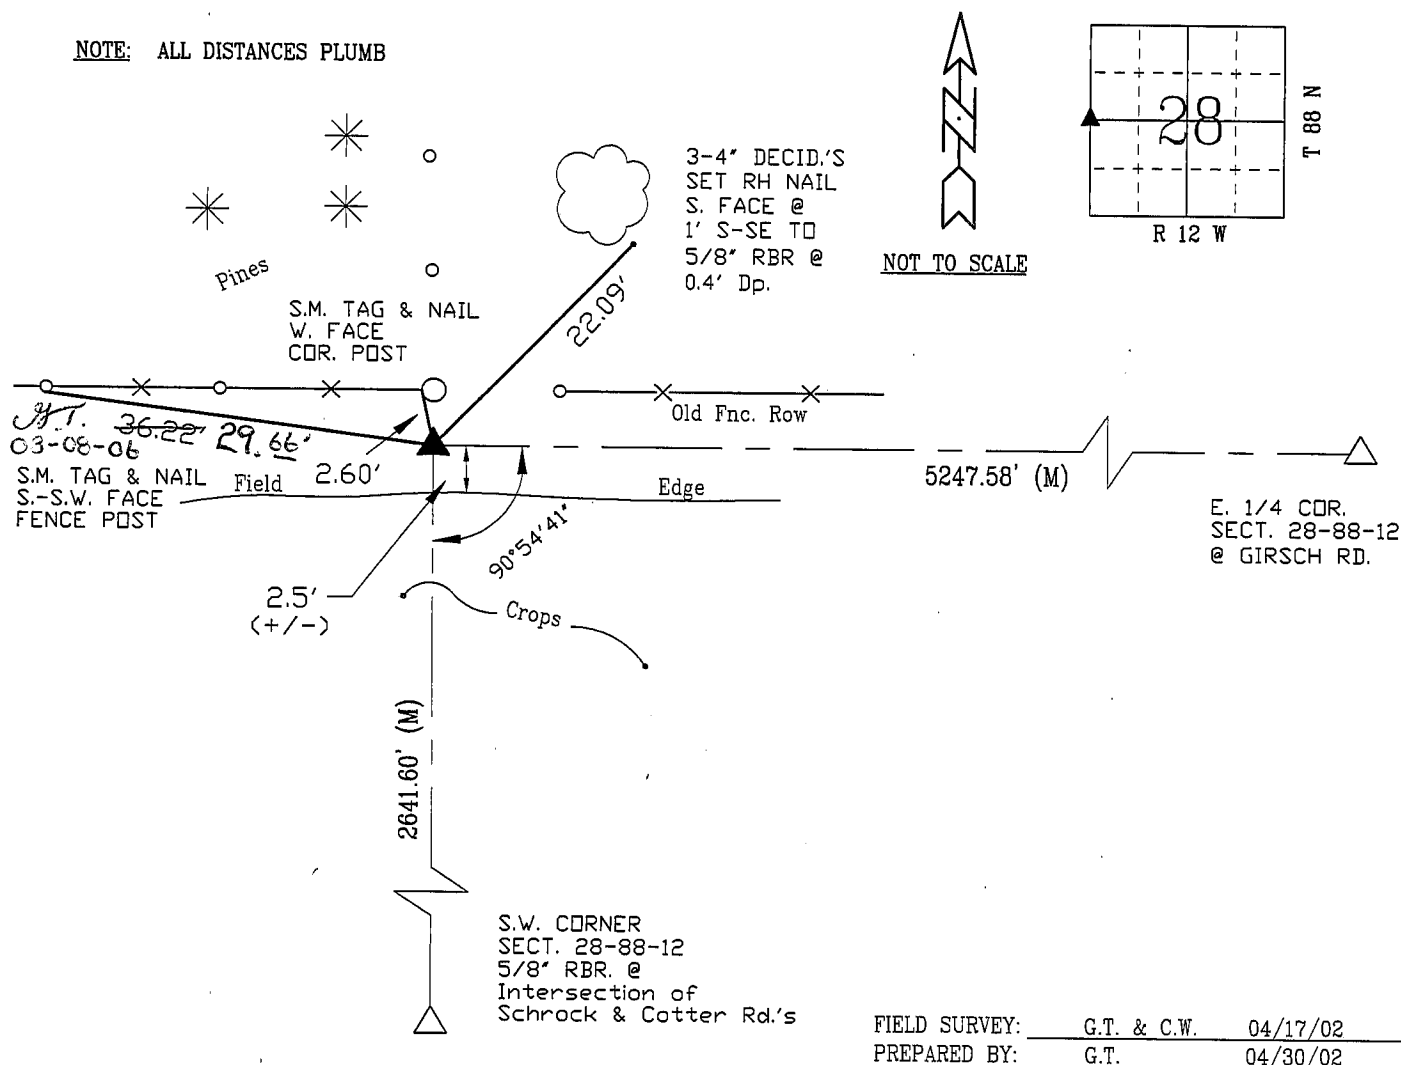 NOTE: ALL DISTANCES PLUMB
28
T 88 N
R 12 W
NOT TO SCALE
3-4" DECID.'S
SET RH NAIL
S. FACE @
1' S-SE TO
5/8" RBR @
0.4' Dp.
Pines
S.M. TAG & NAIL
W. FACE
COR. POST
22.09'
Old Fnc. Row
G.T. 36.22' 29.66'
03-08-06
S.M. TAG & NAIL
S.-S.W. FACE
FENCE POST
2.60'
Field
Edge
5247.58' (M)
E. 1/4 COR.
SECT. 28-88-12
@ GIRSCH RD.
90°54'41"
2.5'
(+/-)
Crops
2641.60' (M)
S.W. CORNER
SECT. 28-88-12
5/8" RBR. @
Intersection of
Schrock & Cotter Rd.'s
FIELD SURVEY: G.T. & C.W. 04/17/02
PREPARED BY: G.T. 04/30/02